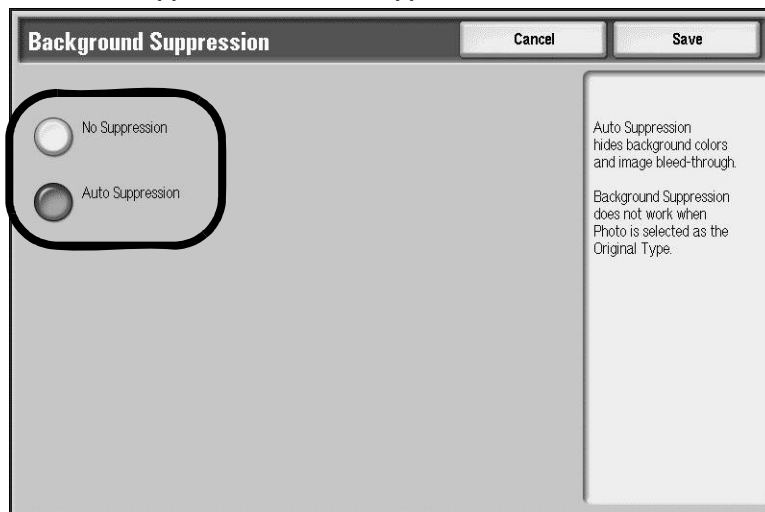 Background Suppression
Cancel
Save
No Suppression
Auto Suppression
Auto Suppression
hides background colors
and image bleed-through.
Background Suppression
does not work when
Photo is selected as the
Original Type.